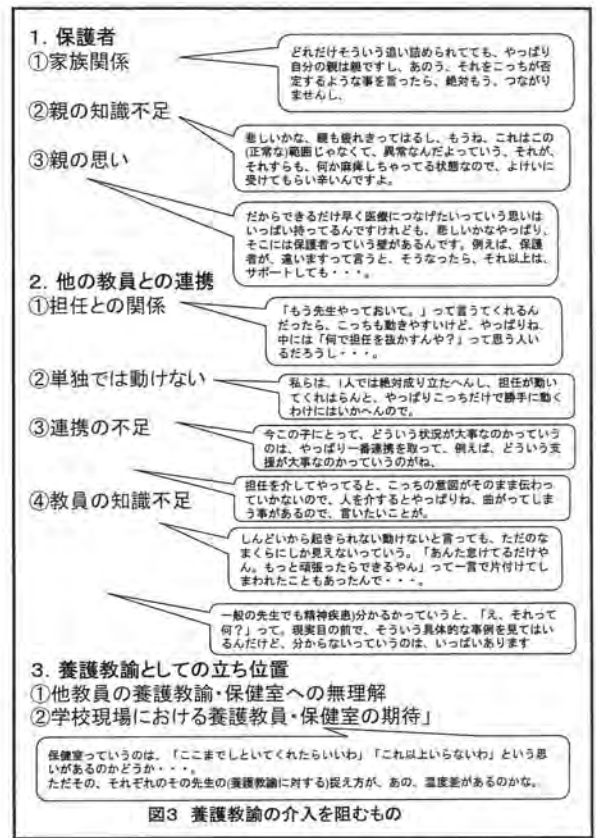 1. 保護者
①家族関係
どれだけそういう追い詰められてても、やっぱり
自分の親は親ですし、あのう、それをこっちが否
定するような事を言ったら、絶対もう、つながり
ませんし、
②親の知識不足
悲しいかな、親も疲れきってはるし、もうね、これはこの
(正常な)範囲じゃなくて、異常なんだよっていう、それが、
それすらも、何か麻痺しちゃってる状態なので、よけいに
受けてもらい辛いんですよ。
③親の思い
だからできるだけ早く医療につなげたいっていう思いは
いっぱい持ってるんですけれども、悲しいかなやっぱり、
そこには保護者っていう壁があるんです。例えば、保護
者が、違いますって言うと、そうなったら、それ以上は、
サポートしても・・・。
2. 他の教員との連携
①担任との関係
「もう先生やっておいて。」って言うてくれるん
だったら、こっちも動きやすいけど、やっぱりね、
中には「何で担任を抜かすんや?」って思う人い
るだろうし・・・。
②単独では動けない
私らは、1人では絶対成り立たへんし、担任が動い
てくれはらんと、やっぱりこっちだけで勝手に動く
わけにはいかへんので。
③連携の不足
今この子にとって、どういう状況が大事なのかっていう
のは、やっぱり一番連携を取って、例えば、どういう支
援が大事なのかっていうのがね、
担任を介してやってると、こっちの意図がそのまま伝わっ
ていかないので、人を介するとやっぱりね、曲がってしま
う事があるので、言いたいことが。
④教員の知識不足
しんどいから起きられない動けないと言っても、ただのな
まくらにしか見えないっていう。「あんた怠けてるだけや
ん。もっと頑張ったらできるやん」って一言で片付けてし
まわれたこともあったんで・・・。
一般の先生でも精神疾患)分かるかっていうと、「え、それって
何?」って。現実目の前で、そういう具体的な事例を見てはい
るんだけど、分からないっていうのは、いっぱいあります
3. 養護教諭としての立ち位置
①他教員の養護教諭・保健室への無理解
②学校現場における養護教員・保健室の期待」
保健室っていうのは、「ここまでしといてくれたらいいわ」「これ以上いらないわ」という思
いがあるのかどうか・・・。
ただその、それぞれのその先生の(養護教諭に対する)捉え方が、あの、温度差があるのかな。
図3 養護教諭の介入を阻むもの